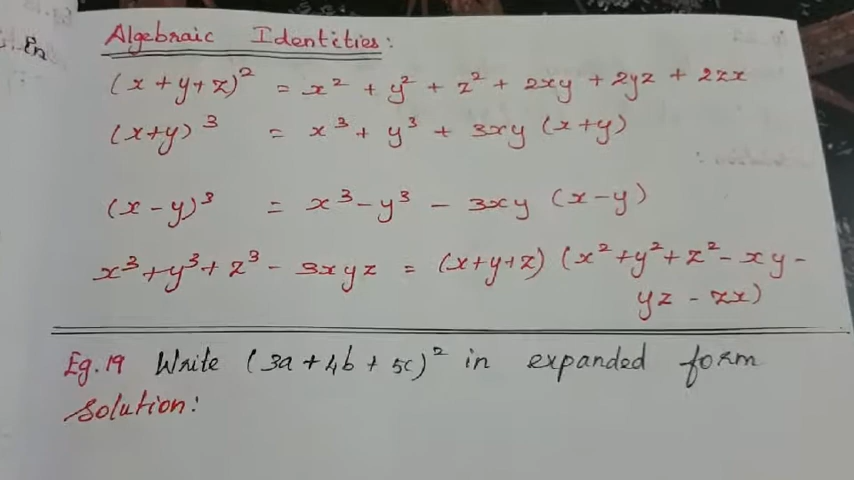 Algebraic Identities:
(x+y+z)² = x² + y² + z² + 2xy + 2yz + 2zx
(x+y)³ = x³ + y³ + 3xy (x+y)
(x-y)³ = x³ - y³ - 3xy (x-y)
x³+y³+z³ - 3xyz = (x+y+z) (x²+y²+z² - xy -
yz - zx)
Eg. 19 Write (3a + 4b + 5c)² in expanded form
Solution: